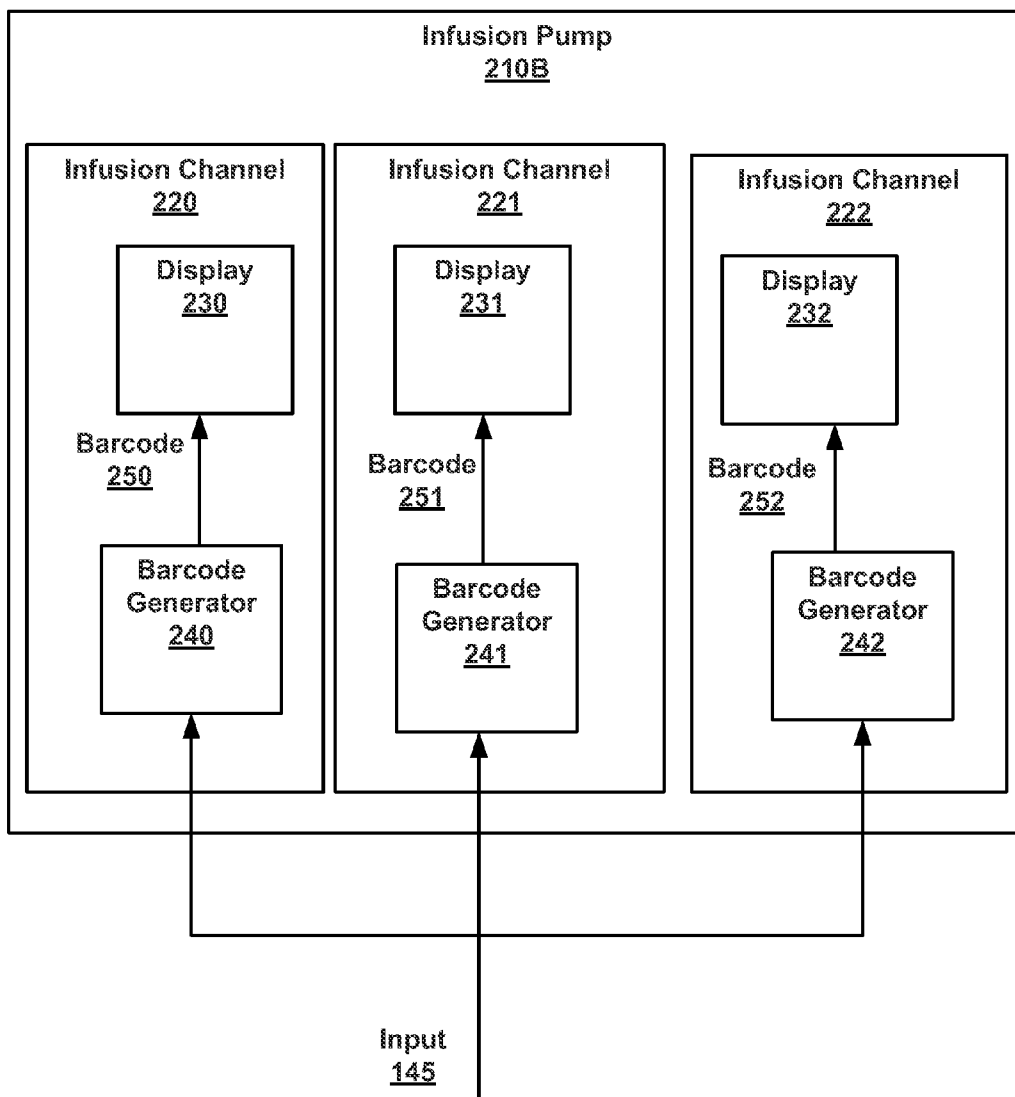 Infusion Pump
210B
Infusion Channel
220
Display
230
Barcode
250
Barcode
Generator
240
Infusion Channel
221
Display
231
Barcode
251
Barcode
Generator
241
Infusion Channel
222
Display
232
Barcode
252
Barcode
Generator
242
Input
145